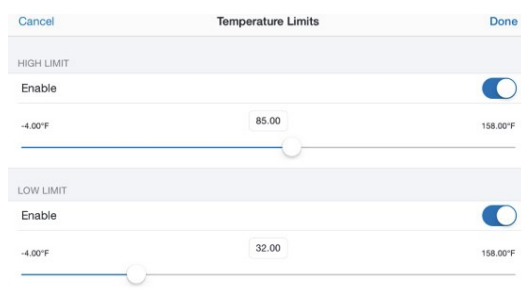 Cancel Temperature Limits Done
HIGH LIMIT
Enable
-4.00°F 85.00 158.00°F
LOW LIMIT
Enable
-4.00°F 32.00 158.00°F